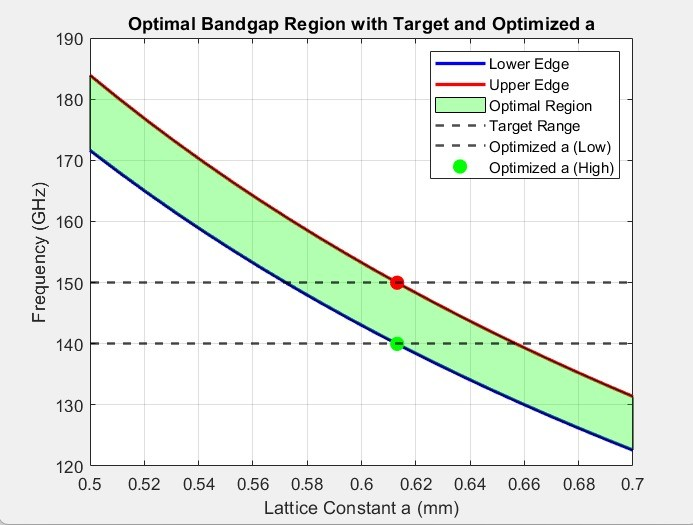 Optimal Bandgap Region with Target and Optimized a
190
180
170
160
150
140
130
120
Frequency (GHz)
Lower Edge
Upper Edge
Optimal Region
Target Range
Optimized a (Low)
Optimized a (High)
0.5 0.52 0.54 0.56 0.58 0.6 0.62 0.64 0.66 0.68 0.7
Lattice Constant a (mm)